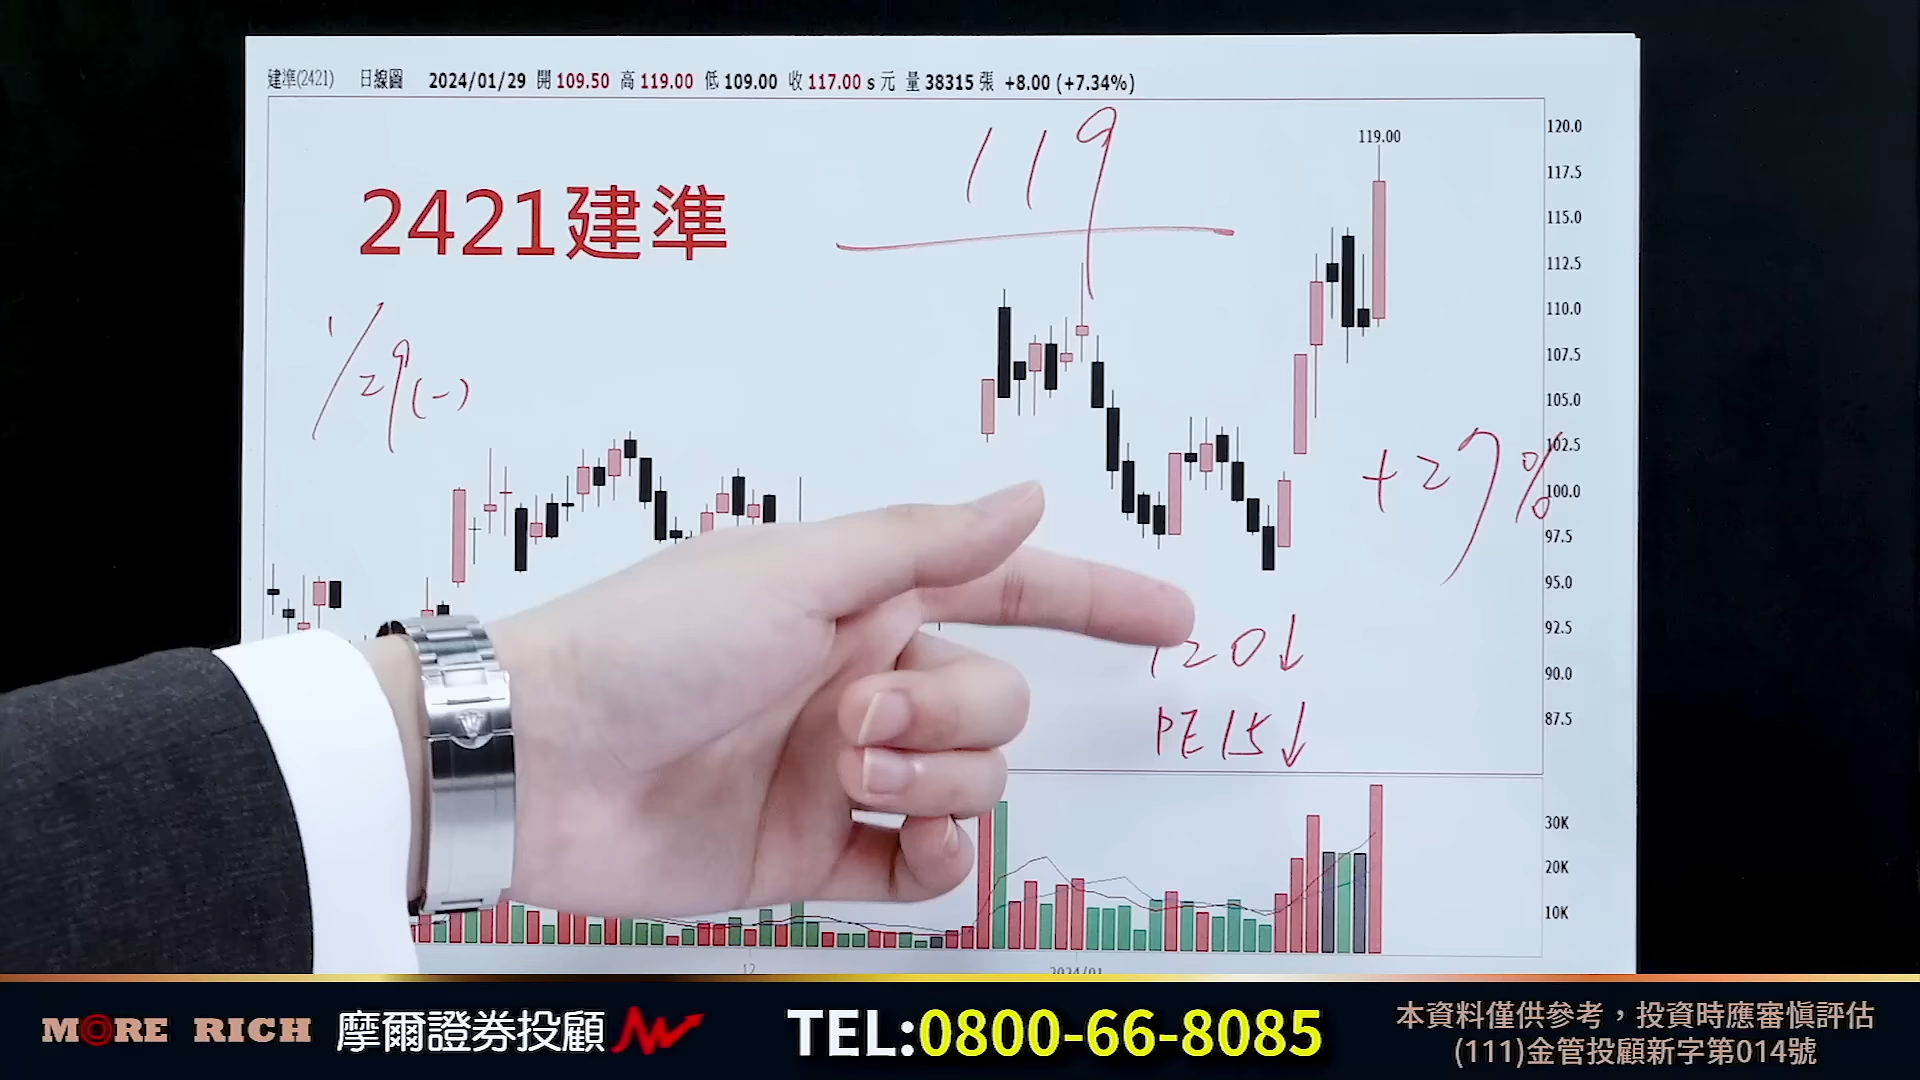 建準(2421) 日線圖 2024/01/29 開 109.50 高 119.00 低 109.00 收 117.00 s 元 量 38315 張 +8.00 (+7.34%)
119
119.00
2421建準
1/29(一)
+27%
120↓
PE 15↓
120.0
117.5
115.0
112.5
110.0
107.5
105.0
102.5
100.0
97.5
95.0
92.5
90.0
87.5
30K
20K
10K
12
2024/01
MORE RICH 摩爾證券投顧 TEL:0800-66-8085
本資料僅供參考，投資時應審慎評估
(111)金管投顧新字第014號